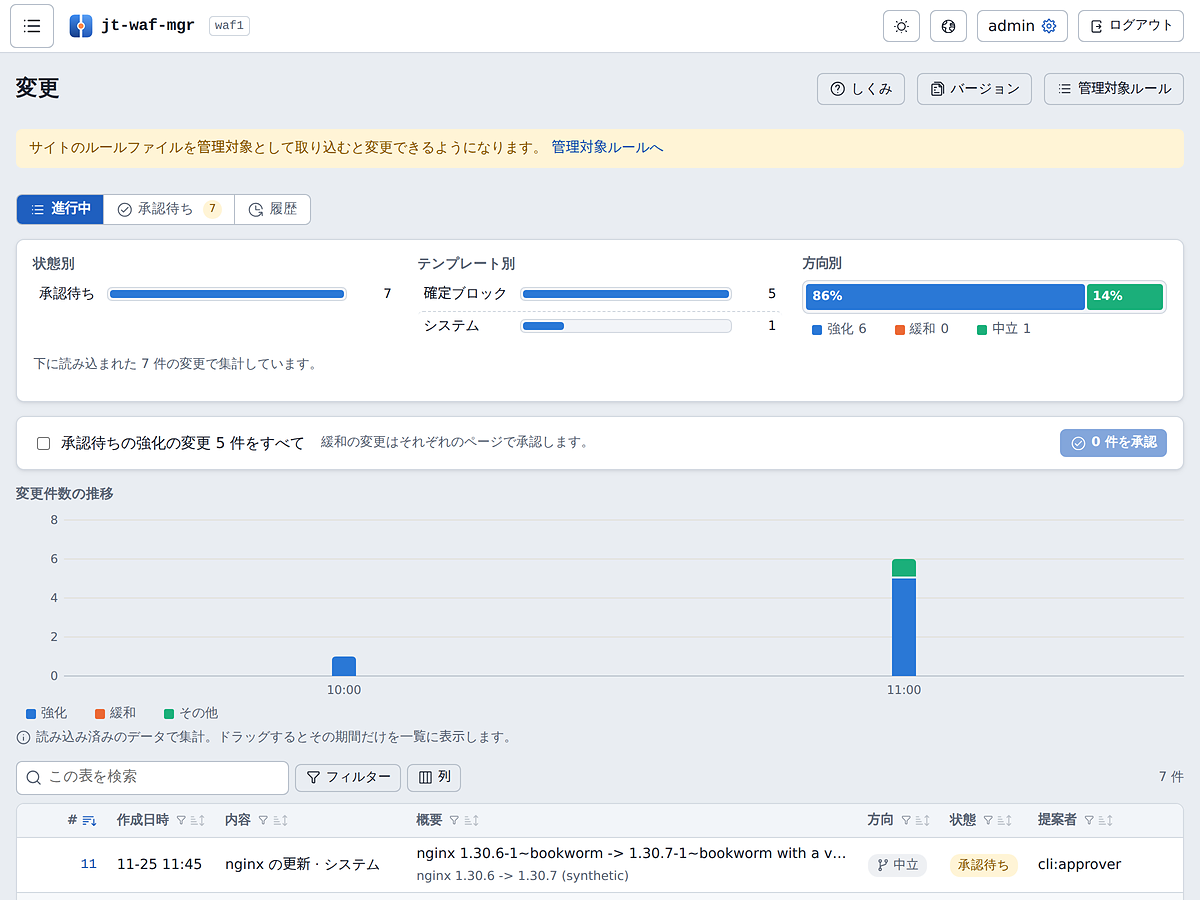 jt-waf-mgr waf1 admin ログアウト
変更 しくみ バージョン 管理対象ルール
サイトのルールファイルを管理対象として取り込むと変更できるようになります。 管理対象ルールへ
進行中 承認待ち 7 履歴
状態別 テンプレート別 方向別
承認待ち 7 確定ブロック 5 86% 14%
システム 1 強化 6 緩和 0 中立 1
下に読み込まれた 7 件の変更で集計しています。
承認待ちの強化の変更 5 件をすべて 緩和の変更はそれぞれのページで承認します。 0 件を承認
変更件数の推移
8
6
4
2
0
10:00 11:00
強化 緩和 その他
読み込み済みのデータで集計。ドラッグするとその期間だけを一覧に表示します。
この表を検索 フィルター 列 7 件
# 作成日時 内容 概要 方向 状態 提案者
11 11-25 11:45 nginx の更新 · システム nginx 1.30.6-1~bookworm -> 1.30.7-1~bookworm with a v… 中立 承認待ち cli:approver
nginx 1.30.6 -> 1.30.7 (synthetic)